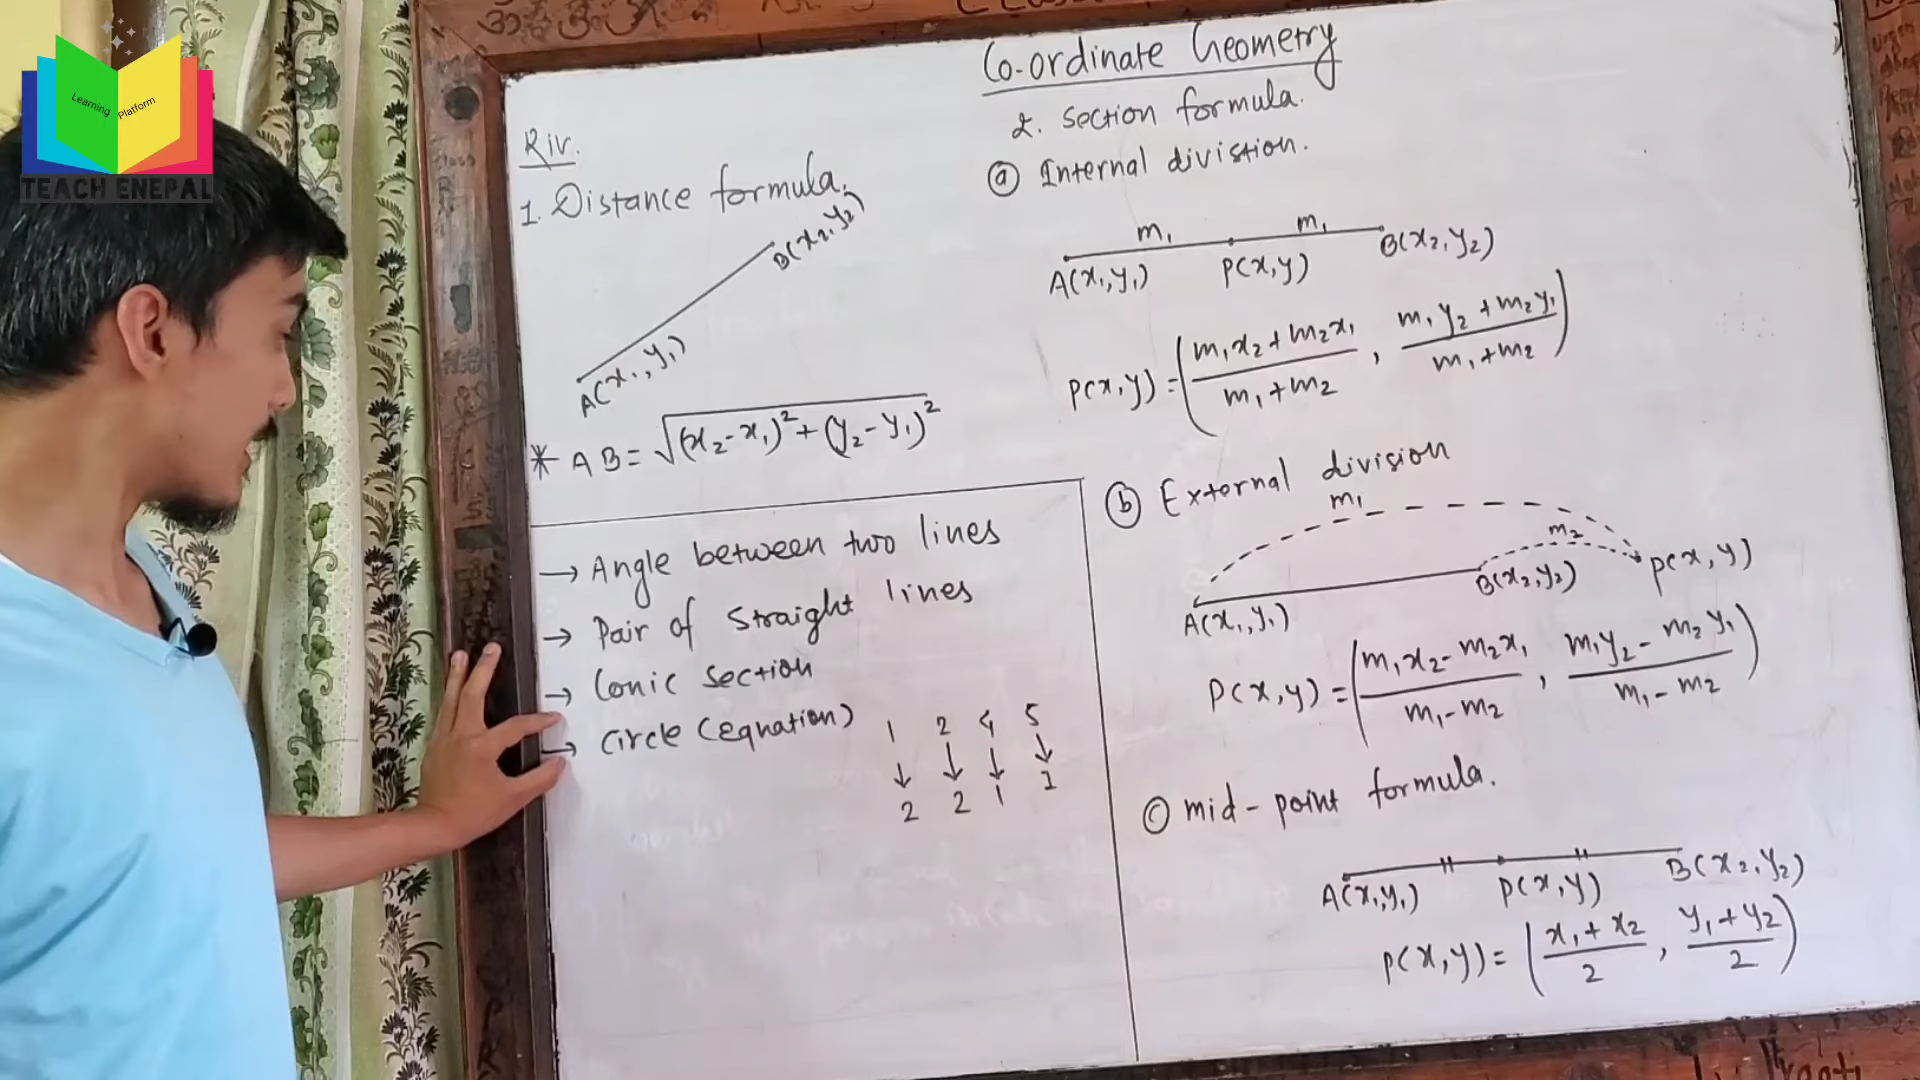 Learning Platform
TEACH ENEPAL
Co-ordinate Geometry
Riv.
1. Distance formula.
B(x₂,y₂)
A(x₁,y₁)
* AB = √(x₂-x₁)²+(y₂-y₁)²
→ Angle between two lines
→ Pair of straight lines
→ Conic section
→ Circle (equation)
1 2 4 5
↓ ↓ ↓ ↓
2 2 1 1
2. Section formula.
ⓐ Internal divistion.
m₁ m₁
A(x₁,y₁) P(x,y) B(x₂,y₂)
P(x,y) = ((m₁x₂+m₂x₁)/(m₁+m₂), (m₁y₂+m₂y₁)/(m₁+m₂))
ⓑ External division
m₁
m₂
A(x₁,y₁) B(x₂,y₂) P(x,y)
P(x,y) = ((m₁x₂-m₂x₁)/(m₁-m₂), (m₁y₂-m₂y₁)/(m₁-m₂))
ⓒ mid-point formula.
A(x₁,y₁) P(x,y) B(x₂,y₂)
P(x,y) = ((x₁+x₂)/2, (y₁+y₂)/2)